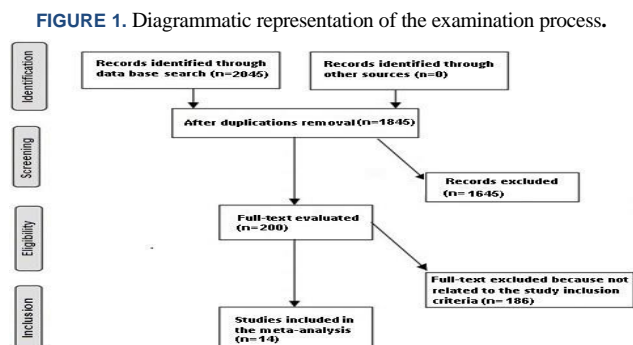 FIGURE 1. Diagrammatic representation of the examination process.
Identification
Records identified through
data base search (n=2045)
Records identified through
other sources (n=0)
After duplications removal(n=1845)
Screening
Records excluded
(n= 1645)
Eligibility
Full-text evaluated
(n=200)
Full-text excluded because not
related to the study inclusion
criteria (n= 186)
Inclusion
Studies included in
the meta-analysis
(n=14)